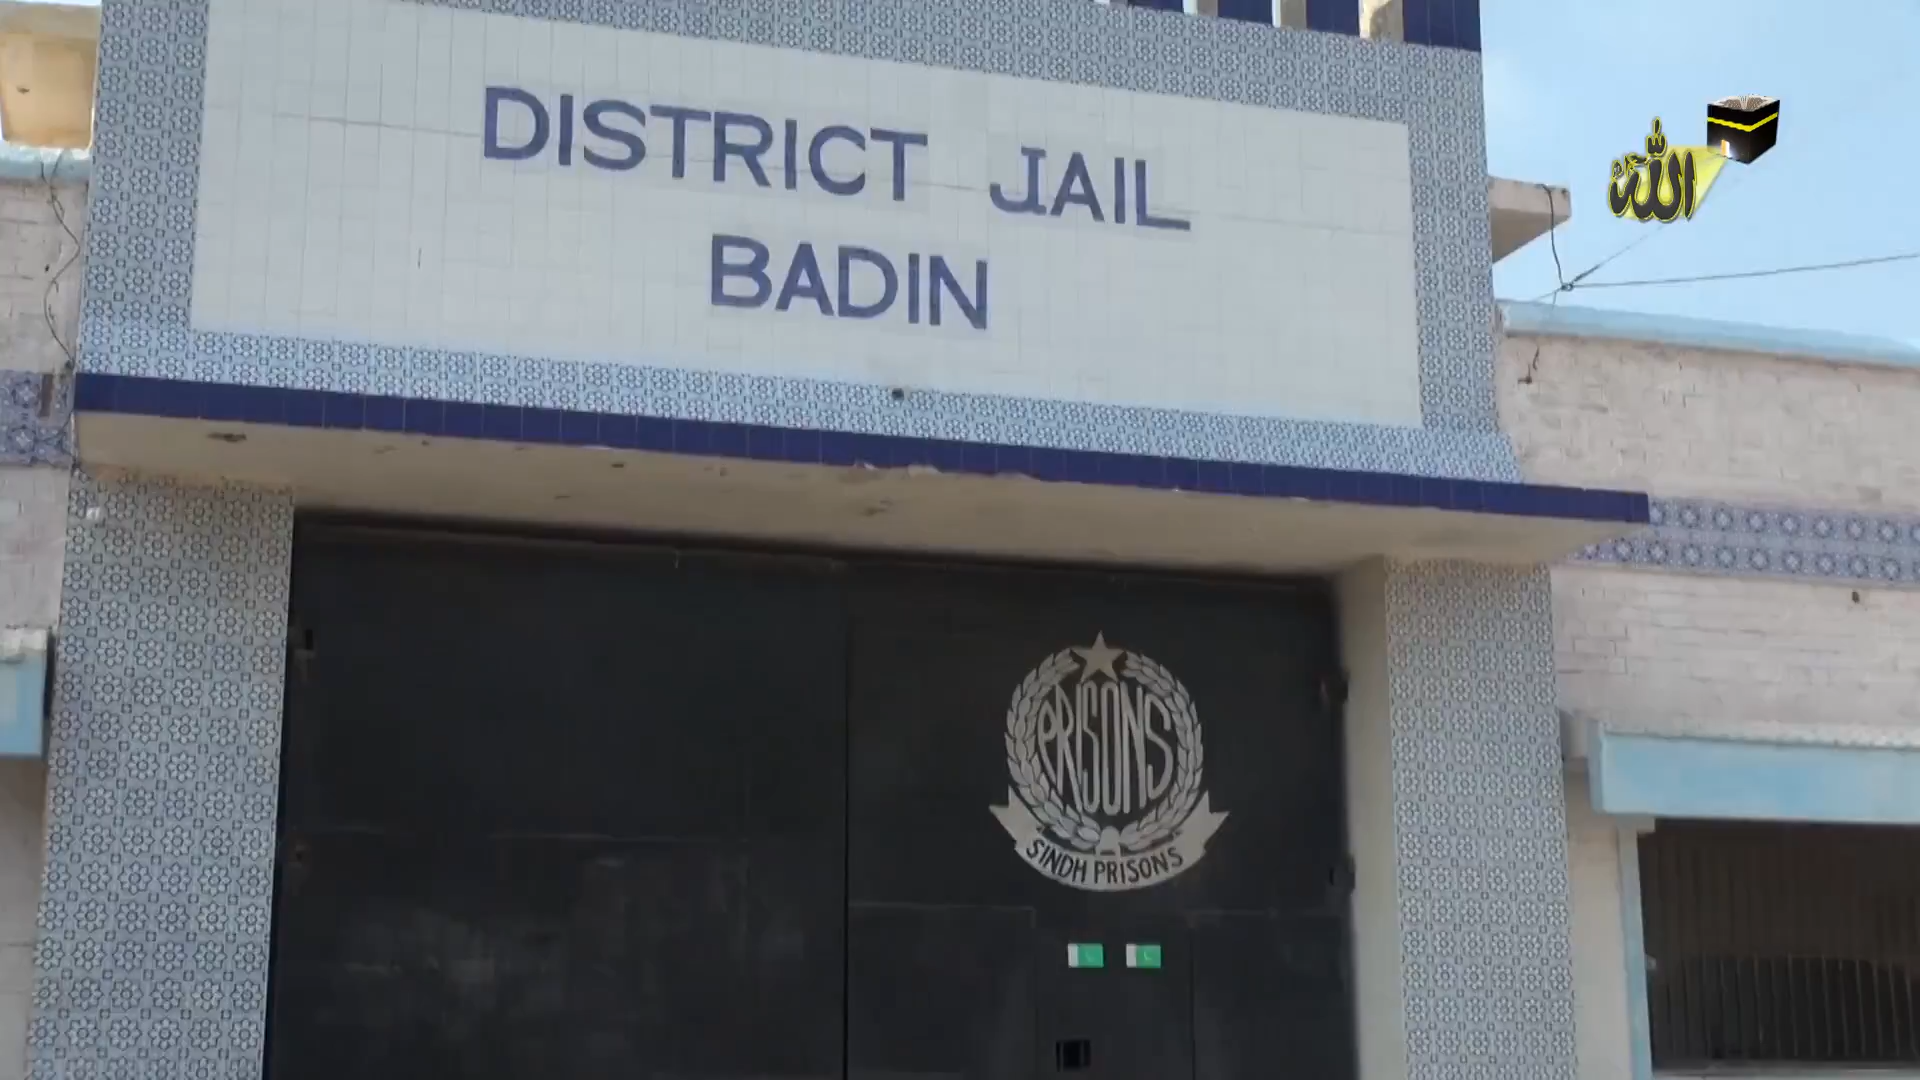 DISTRICT JAIL
BADIN
الله
PRISONS
SINDH PRISONS